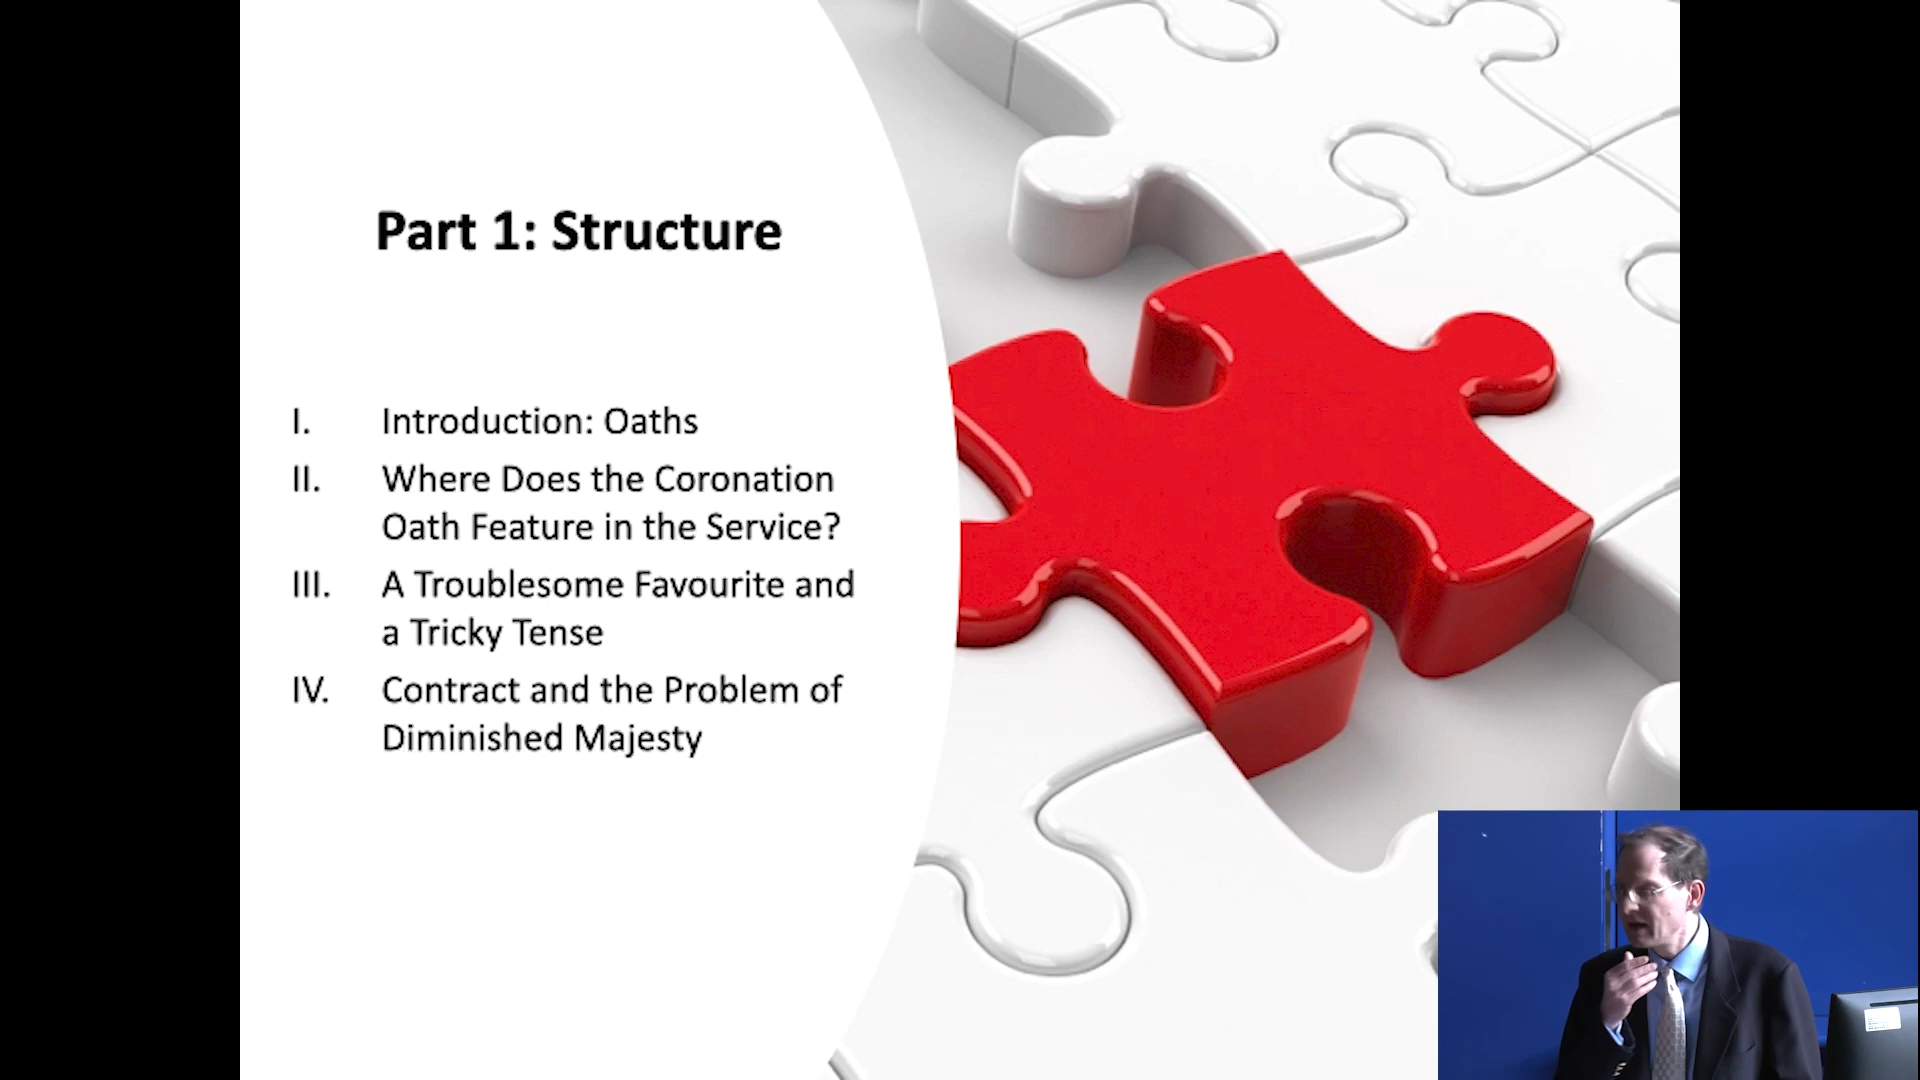 Part 1: Structure
I. Introduction: Oaths
II. Where Does the Coronation
Oath Feature in the Service?
III. A Troublesome Favourite and
a Tricky Tense
IV. Contract and the Problem of
Diminished Majesty